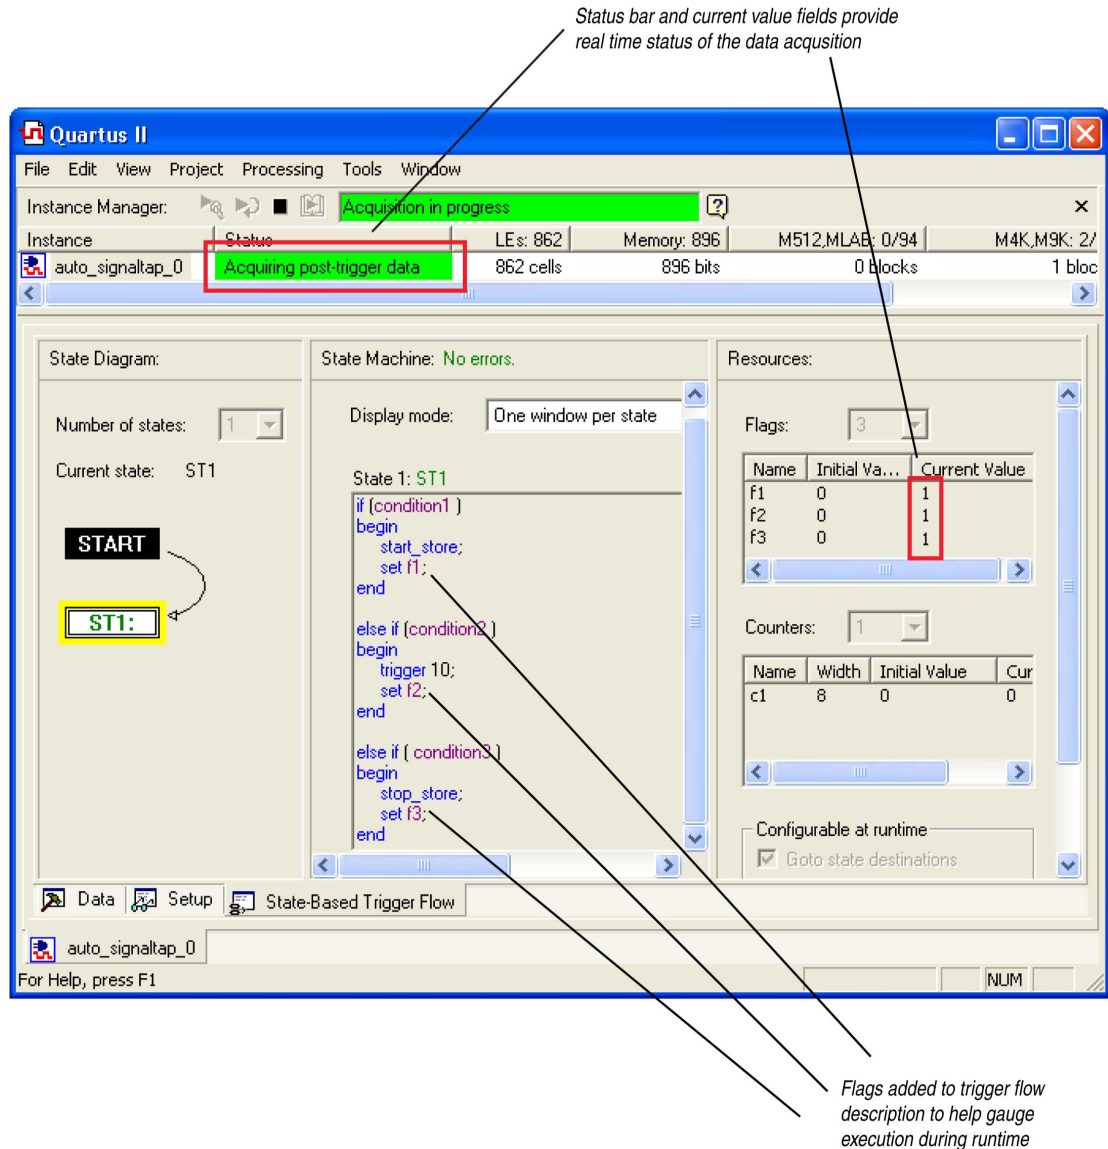 Status bar and current value fields provide
real time status of the data acqusition
Quartus II
File Edit View Project Processing Tools Window
Instance Manager: Acquisition in progress
Instance Status LEs: 862 Memory: 896 M512,MLAB: 0/94 M4K,M9K: 2/
auto_signaltap_0 Acquiring post-trigger data 862 cells 896 bits 0 blocks 1 bloc
State Diagram:
Number of states: 1
Current state: ST1
START
ST1:
State Machine: No errors.
Display mode: One window per state
State 1: ST1
if (condition1 )
begin
start_store;
set f1;
end
else if (condition2 )
begin
trigger 10;
set f2;
end
else if ( condition3 )
begin
stop_store;
set f3;
end
Resources:
Flags: 3
Name Initial Va... Current Value
f1 0 1
f2 0 1
f3 0 1
Counters: 1
Name Width Initial Value Cur
c1 8 0 0
Configurable at runtime
Goto state destinations
Data Setup State-Based Trigger Flow
auto_signaltap_0
For Help, press F1 NUM
Flags added to trigger flow
description to help gauge
execution during runtime